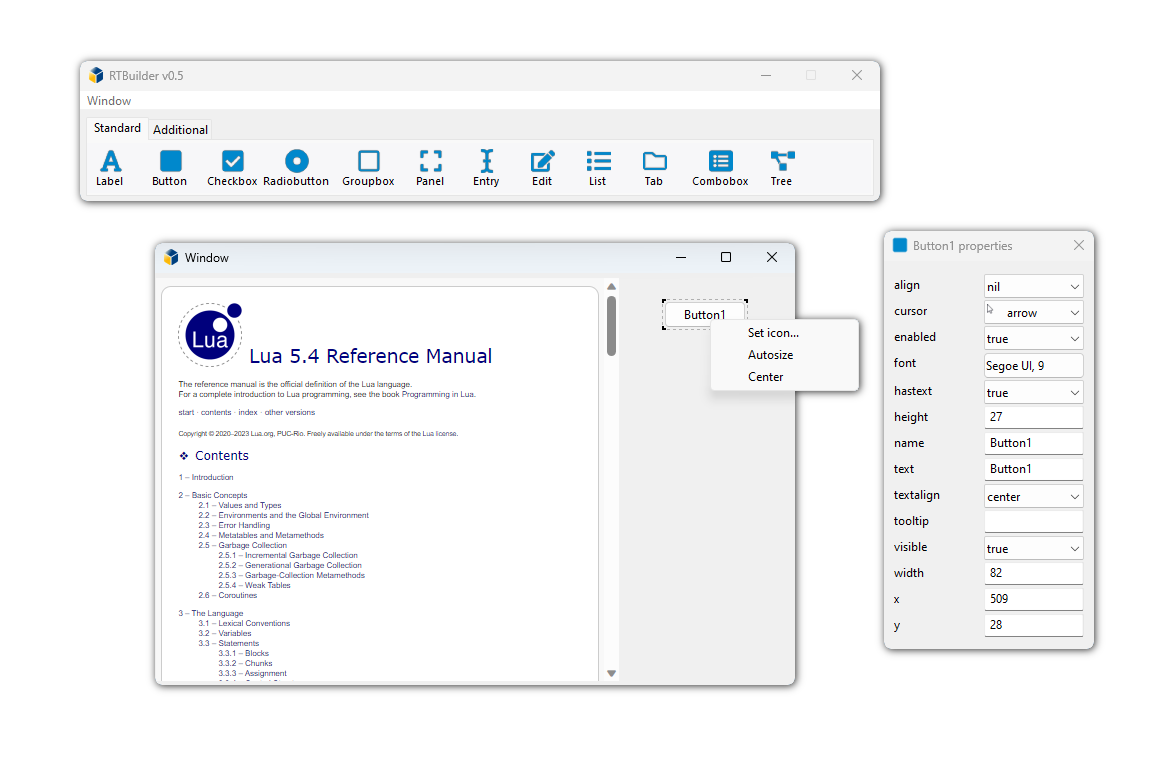 RTBuilder v0.5
Window
Standard
Additional
Label
Button
Checkbox
Radiobutton
Groupbox
Panel
Entry
Edit
List
Tab
Combobox
Tree
Window
Lua
Lua 5.4 Reference Manual
The reference manual is the official definition of the Lua language.
For a complete introduction to Lua programming, see the book Programming in Lua.
start · contents · index · other versions
Copyright © 2020–2023 Lua.org, PUC-Rio. Freely available under the terms of the Lua license.
❖ Contents
1 – Introduction
2 – Basic Concepts
2.1 – Values and Types
2.2 – Environments and the Global Environment
2.3 – Error Handling
2.4 – Metatables and Metamethods
2.5 – Garbage Collection
2.5.1 – Incremental Garbage Collection
2.5.2 – Generational Garbage Collection
2.5.3 – Garbage-Collection Metamethods
2.5.4 – Weak Tables
2.6 – Coroutines
3 – The Language
3.1 – Lexical Conventions
3.2 – Variables
3.3 – Statements
3.3.1 – Blocks
3.3.2 – Chunks
3.3.3 – Assignment
Button1
Set icon...
Autosize
Center
Button1 properties
align nil
cursor arrow
enabled true
font Segoe UI, 9
hastext true
height 27
name Button1
text Button1
textalign center
tooltip
visible true
width 82
x 509
y 28